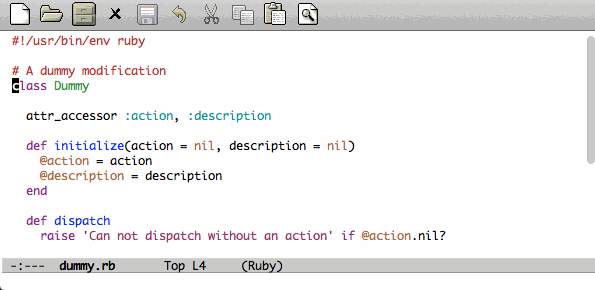 #!/usr/bin/env ruby
# A dummy modification
class Dummy
attr_accessor :action, :description
def initialize(action = nil, description = nil)
@action = action
@description = description
end
def dispatch
raise 'Can not dispatch without an action' if @action.nil?
-:--- dummy.rb Top L4 (Ruby)